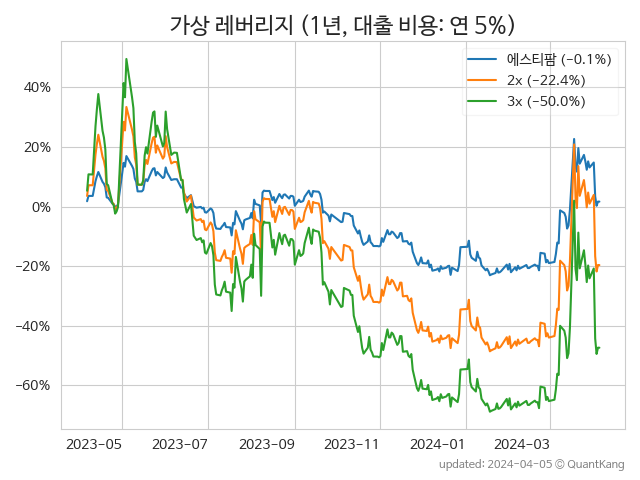 가상 레버리지 (1년, 대출 비용: 연 5%)
에스티팜 (−0.1%)
2x (−22.4%)
3x (−50.0%)
40%
20%
0%
−20%
−40%
−60%
2023-05 2023-07 2023-09 2023-11 2024-01 2024-03
updated: 2024-04-05 © QuantKang